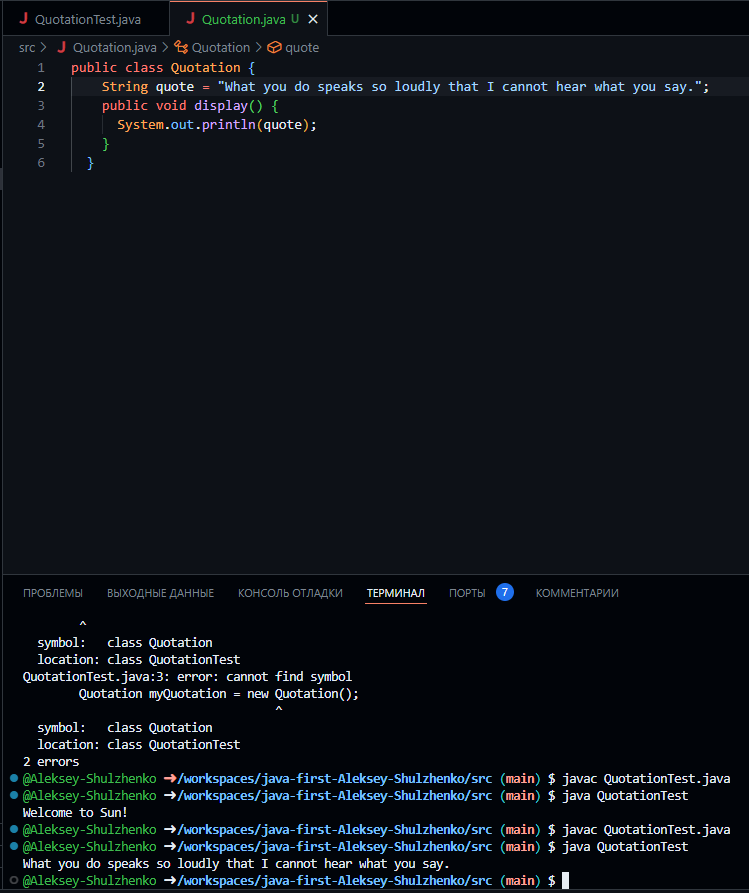 QuotationTest.java
Quotation.java U
src > Quotation.java > Quotation > quote
1 public class Quotation {
2 String quote = "What you do speaks so loudly that I cannot hear what you say.";
3 public void display() {
4 System.out.println(quote);
5 }
6 }
ПРОБЛЕМЫ ВЫХОДНЫЕ ДАННЫЕ КОНСОЛЬ ОТЛАДКИ ТЕРМИНАЛ ПОРТЫ 7 КОММЕНТАРИИ
^
symbol: class Quotation
location: class QuotationTest
QuotationTest.java:3: error: cannot find symbol
Quotation myQuotation = new Quotation();
^
symbol: class Quotation
location: class QuotationTest
2 errors
@Aleksey-Shulzhenko ➜/workspaces/java-first-Aleksey-Shulzhenko/src (main) $ javac QuotationTest.java
@Aleksey-Shulzhenko ➜/workspaces/java-first-Aleksey-Shulzhenko/src (main) $ java QuotationTest
Welcome to Sun!
@Aleksey-Shulzhenko ➜/workspaces/java-first-Aleksey-Shulzhenko/src (main) $ javac QuotationTest.java
@Aleksey-Shulzhenko ➜/workspaces/java-first-Aleksey-Shulzhenko/src (main) $ java QuotationTest
What you do speaks so loudly that I cannot hear what you say.
@Aleksey-Shulzhenko ➜/workspaces/java-first-Aleksey-Shulzhenko/src (main) $